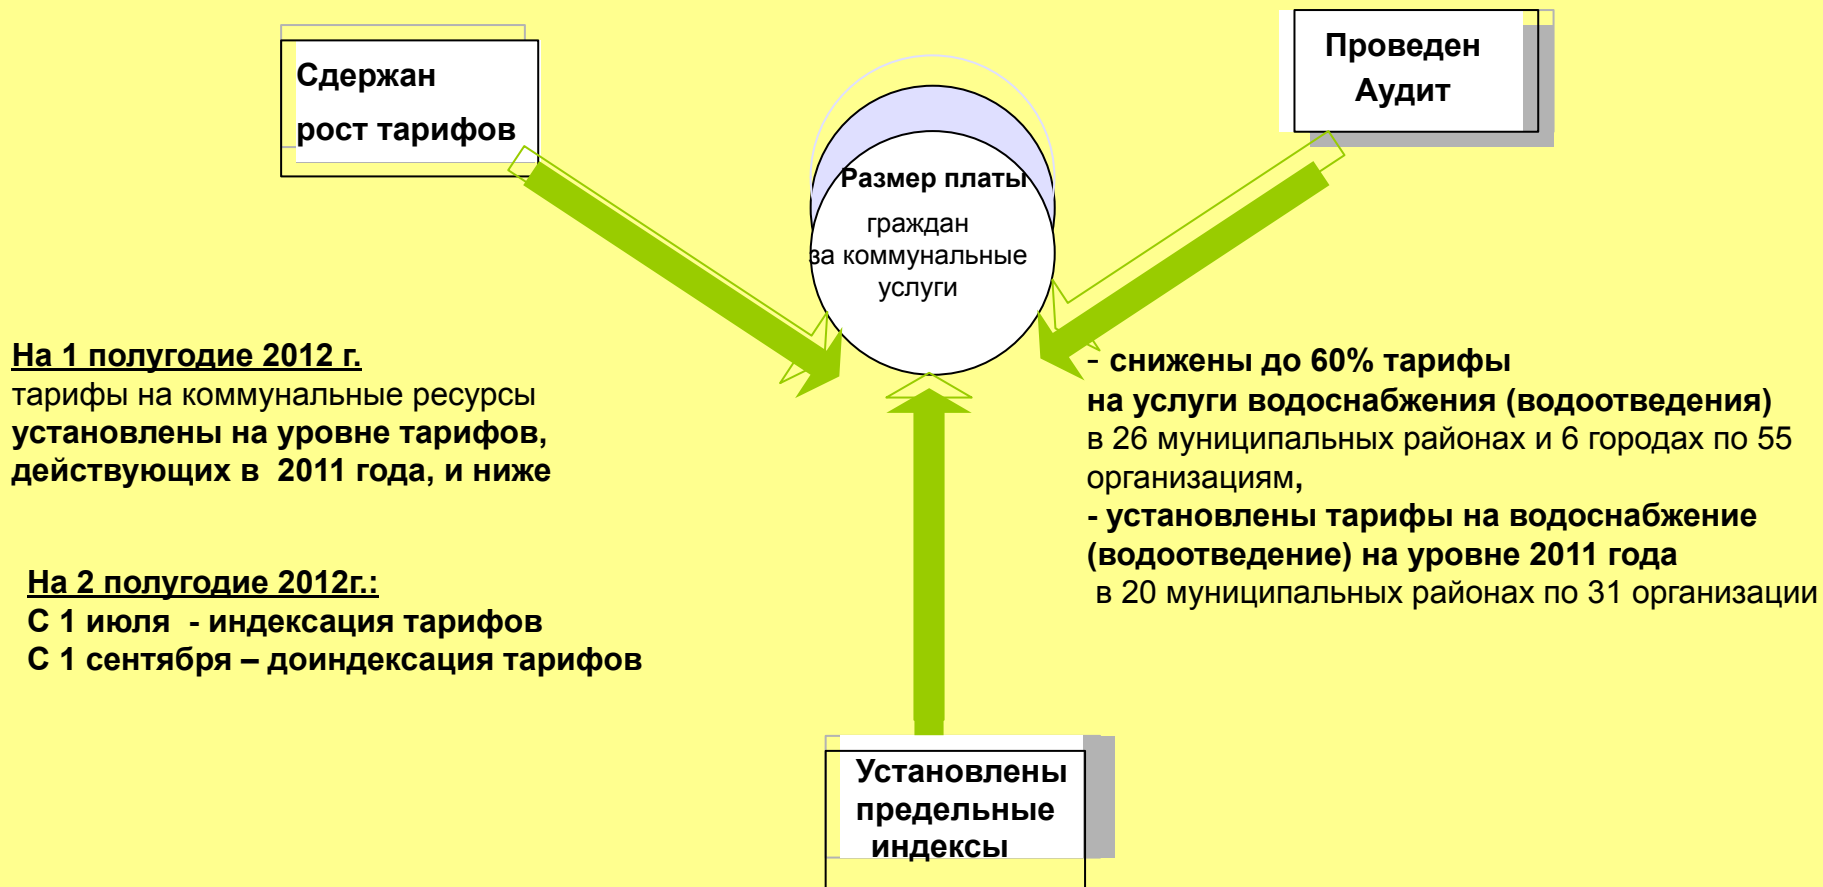 Сдержан
рост тарифов
Проведен
Аудит
Размер платы
граждан
за коммунальные
услуги
На 1 полугодие 2012 г.
тарифы на коммунальные ресурсы
установлены на уровне тарифов,
действующих в 2011 года, и ниже
На 2 полугодие 2012г.:
С 1 июля - индексация тарифов
С 1 сентября – доиндексация тарифов
- снижены до 60% тарифы
на услуги водоснабжения (водоотведения)
в 26 муниципальных районах и 6 городах по 55
организациям,
- установлены тарифы на водоснабжение
(водоотведение) на уровне 2011 года
в 20 муниципальных районах по 31 организации
Установлены
предельные
индексы